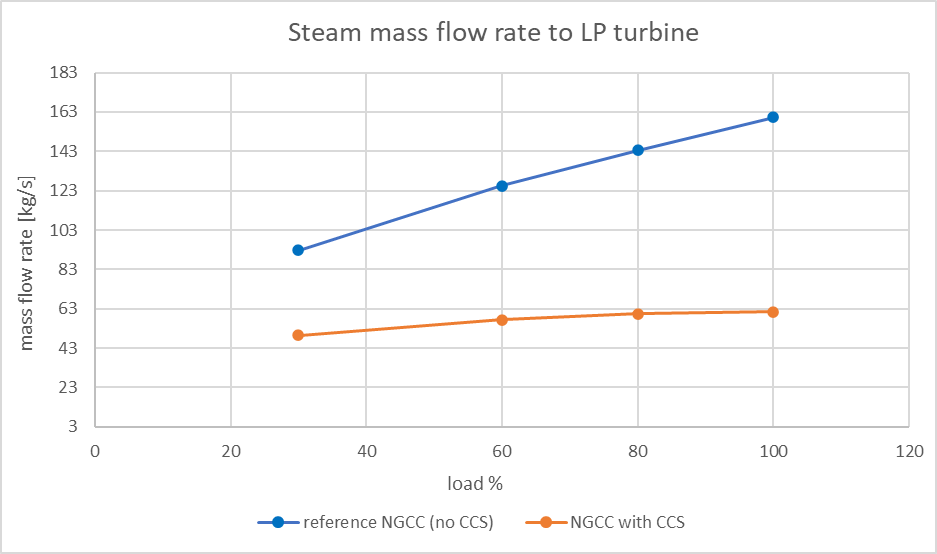 Steam mass flow rate to LP turbine
183
163
143
123
103
83
63
43
23
3
mass flow rate [kg/s]
0 20 40 60 80 100 120
load %
reference NGCC (no CCS) NGCC with CCS